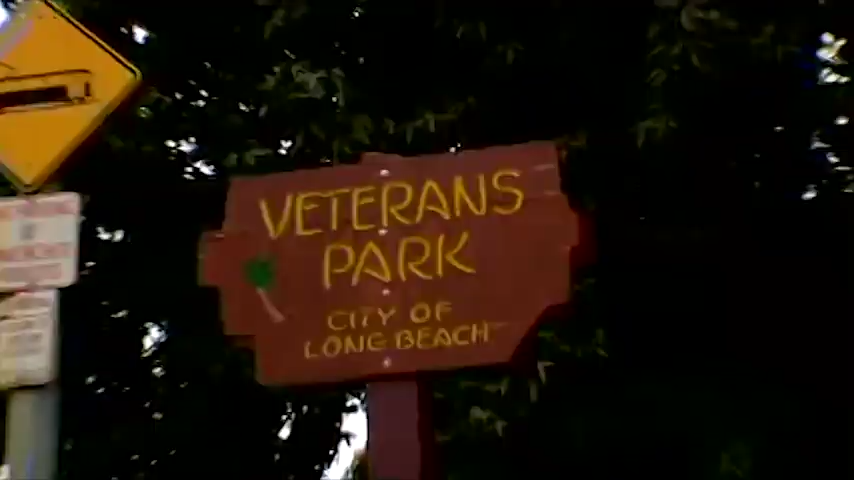 VETERANS
PARK
CITY OF
LONG BEACH